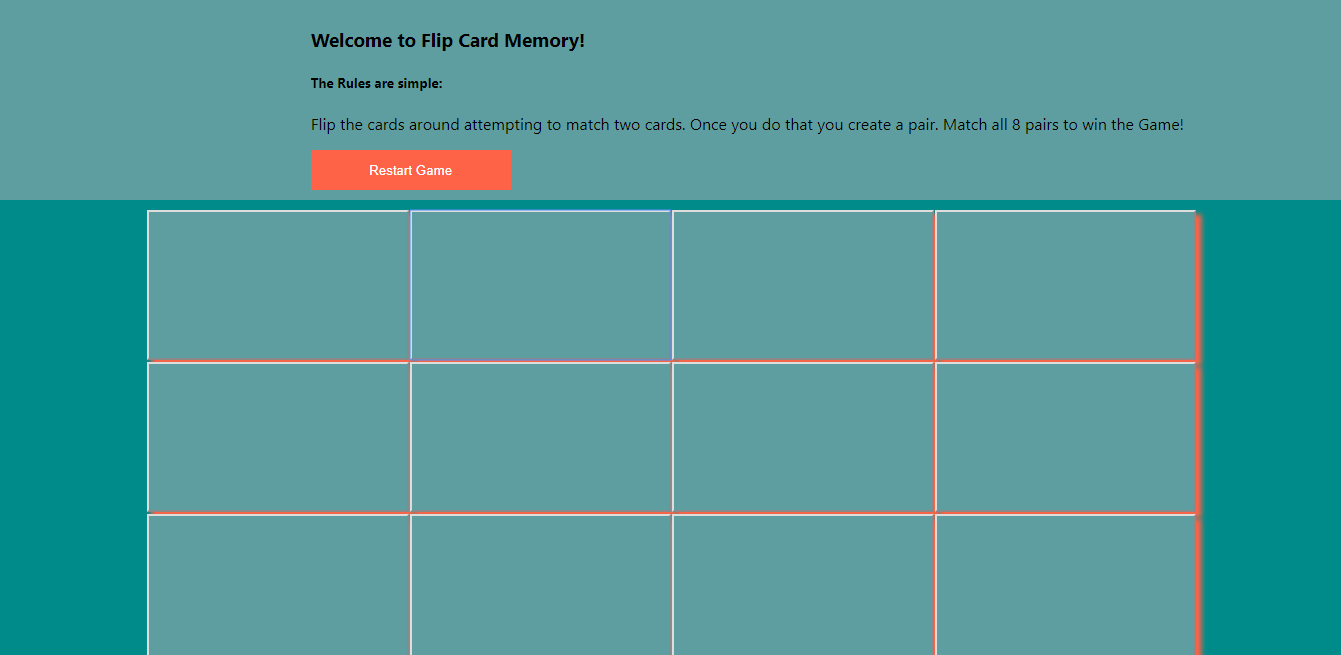 Welcome to Flip Card Memory!
The Rules are simple:
Flip the cards around attempting to match two cards. Once you do that you create a pair. Match all 8 pairs to win the Game!
Restart Game